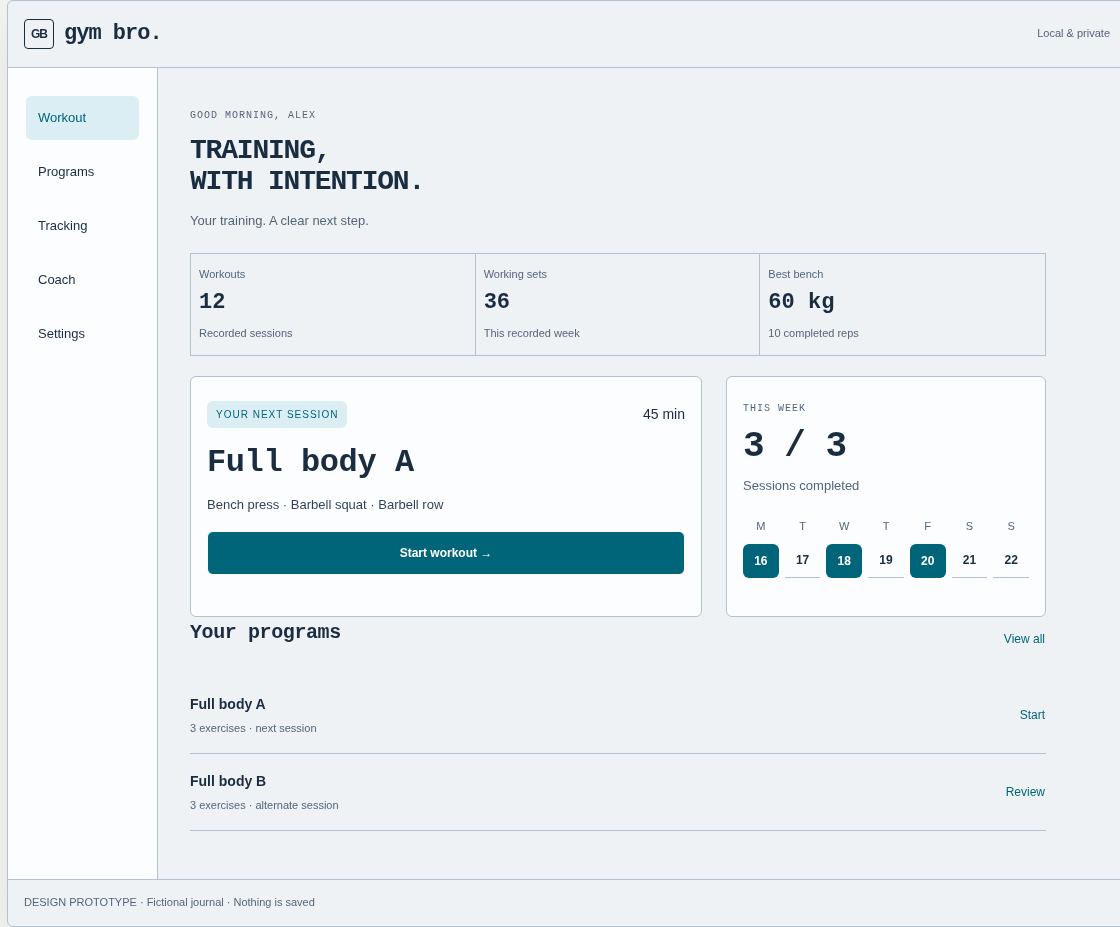 GB gym bro.
Local & private
Workout
Programs
Tracking
Coach
Settings
GOOD MORNING, ALEX
TRAINING,
WITH INTENTION.
Your training. A clear next step.
Workouts
12
Recorded sessions
Working sets
36
This recorded week
Best bench
60 kg
10 completed reps
YOUR NEXT SESSION
45 min
Full body A
Bench press · Barbell squat · Barbell row
Start workout →
THIS WEEK
3 / 3
Sessions completed
M T W T F S S
16 17 18 19 20 21 22
Your programs
View all
Full body A
3 exercises · next session
Start
Full body B
3 exercises · alternate session
Review
DESIGN PROTOTYPE · Fictional journal · Nothing is saved